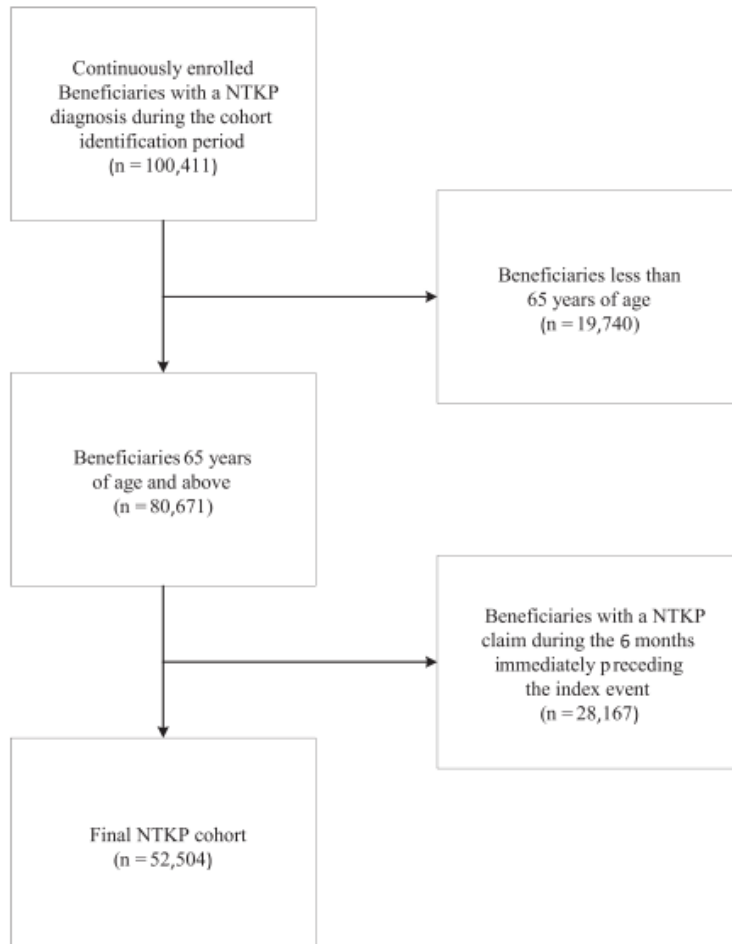 Continuously enrolled
Beneficiaries with a NTKP
diagnosis during the cohort
identification period
(n = 100,411)
Beneficiaries less than
65 years of age
(n = 19,740)
Beneficiaries 65 years
of age and above
(n = 80,671)
Beneficiaries with a NTKP
claim during the 6 months
immediately preceding
the index event
(n = 28,167)
Final NTKP cohort
(n = 52,504)